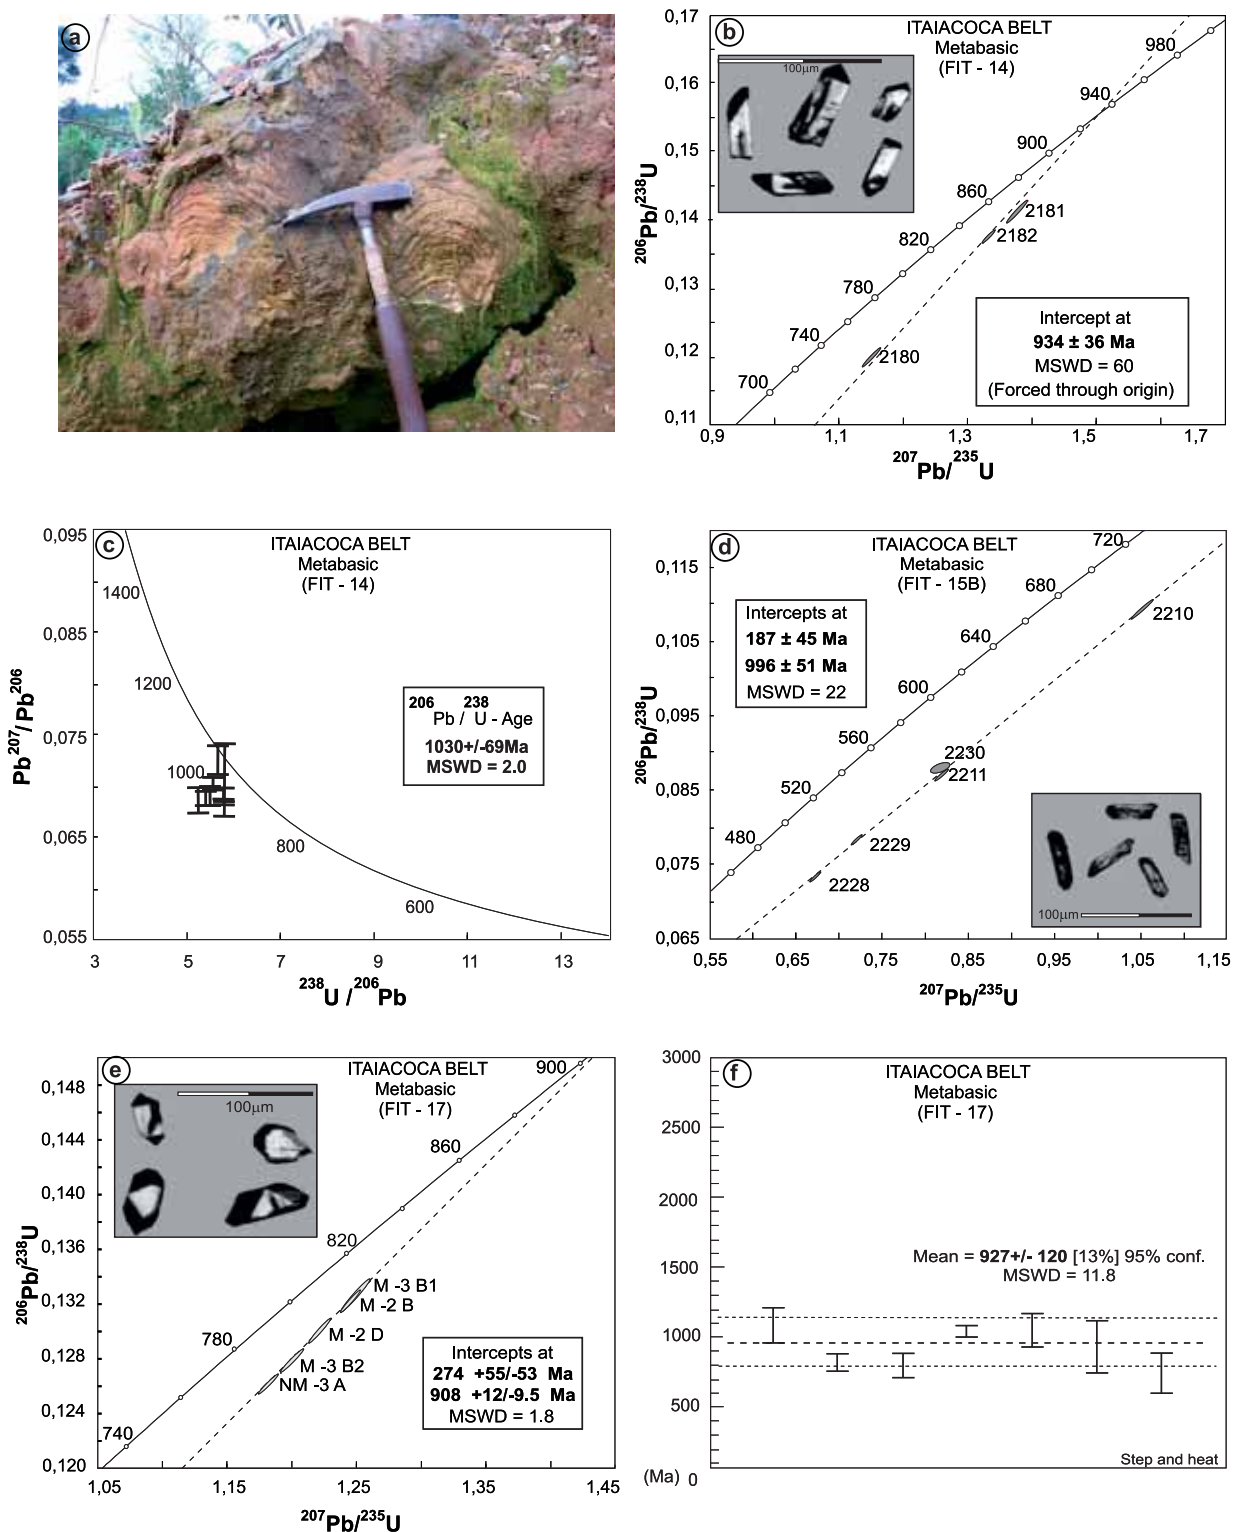 a
b
ITAIACOCA BELT
Metabasic
(FIT - 14)
100µm
0,17
0,16
0,15
0,14
0,13
0,12
0,11
206Pb/238U
980
940
900
860
820
780
740
700
2181
2182
2180
Intercept at
934 ± 36 Ma
MSWD = 60
(Forced through origin)
0,9 1,1 1,3 1,5 1,7
207Pb/235U
c
ITAIACOCA BELT
Metabasic
(FIT - 14)
0,095
0,085
0,075
0,065
0,055
Pb207/Pb206
1400
1200
1000
800
600
206 238
Pb / U - Age
1030+/-69Ma
MSWD = 2.0
3 5 7 9 11 13
238U / 206Pb
d
ITAIACOCA BELT
Metabasic
(FIT - 15B)
0,115
0,105
0,095
0,085
0,075
0,065
206Pb/238U
720
680
640
600
560
520
480
Intercepts at
187 ± 45 Ma
996 ± 51 Ma
MSWD = 22
2210
2230
2211
2229
2228
100µm
0,55 0,65 0,75 0,85 0,95 1,05 1,15
207Pb/235U
e
ITAIACOCA BELT
Metabasic
(FIT - 17)
100µm
0,148
0,144
0,140
0,136
0,132
0,128
0,124
0,120
206Pb/238U
900
860
820
780
740
M -3 B1
M -2 B
M -2 D
M -3 B2
NM -3 A
Intercepts at
274 +55/-53 Ma
908 +12/-9.5 Ma
MSWD = 1.8
1,05 1,15 1,25 1,35 1,45
207Pb/235U
f
ITAIACOCA BELT
Metabasic
(FIT - 17)
3000
2500
2000
1500
1000
500
(Ma) 0
Mean = 927+/- 120 [13%] 95% conf.
MSWD = 11.8
Step and heat